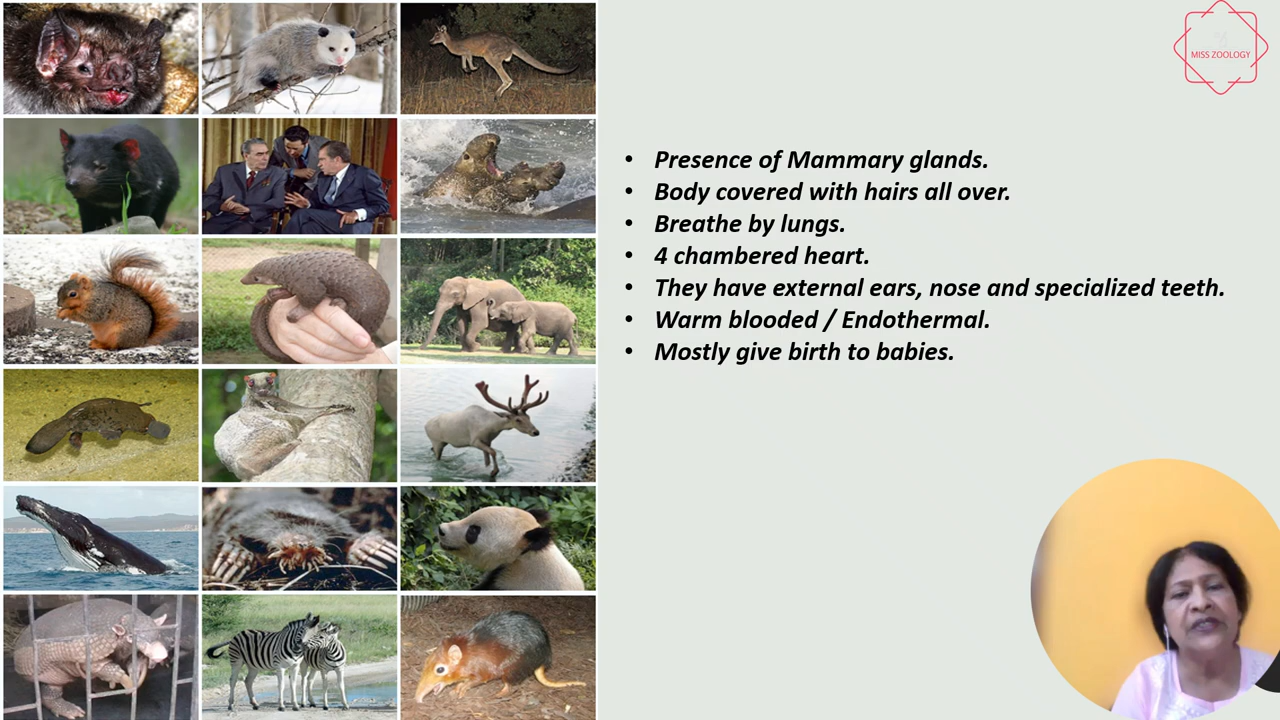 MISS ZOOLOGY
• Presence of Mammary glands.
• Body covered with hairs all over.
• Breathe by lungs.
• 4 chambered heart.
• They have external ears, nose and specialized teeth.
• Warm blooded / Endothermal.
• Mostly give birth to babies.